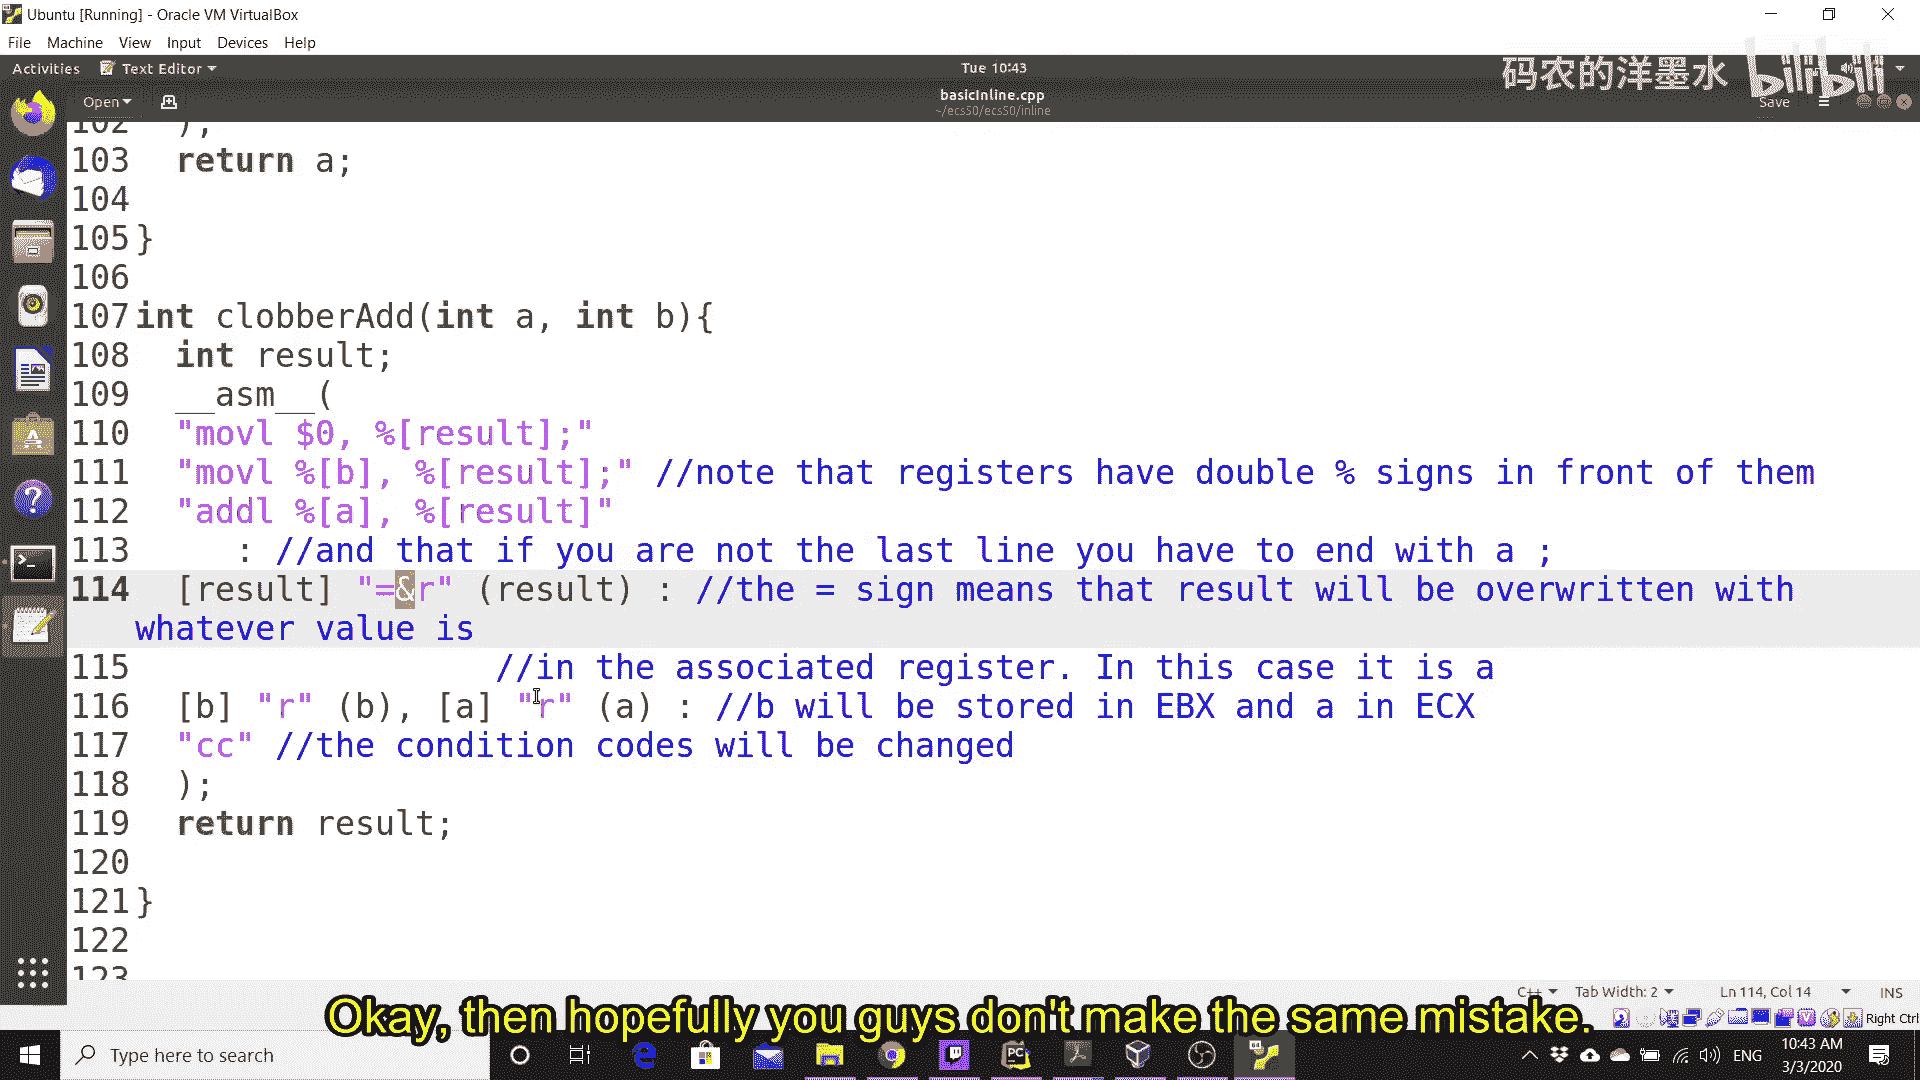 Ubuntu [Running] - Oracle VM VirtualBox
File Machine View Input Devices Help
Activities Text Editor Tue 10:43
码农的洋墨水 bilibili
Open basicInline.cpp Save
~/ecs50/ecs50/inline
102 );
103 return a;
104
105 }
106
107 int clobberAdd(int a, int b){
108 int result;
109 __asm__(
110 "movl $0, %[result];"
111 "movl %[b], %[result];" //note that registers have double % signs in front of them
112 "addl %[a], %[result]"
113 : //and that if you are not the last line you have to end with a ;
114 [result] "=&r" (result) : //the = sign means that result will be overwritten with
whatever value is
115 //in the associated register. In this case it is a
116 [b] "r" (b), [a] "r" (a) : //b will be stored in EBX and a in ECX
117 "cc" //the condition codes will be changed
118 );
119 return result;
120
121 }
122
123
C++ Tab Width: 2 Ln 114, Col 14 INS
Okay, then hopefully you guys don't make the same mistake.
Right Ctrl
Type here to search
ENG
10:43 AM
3/3/2020